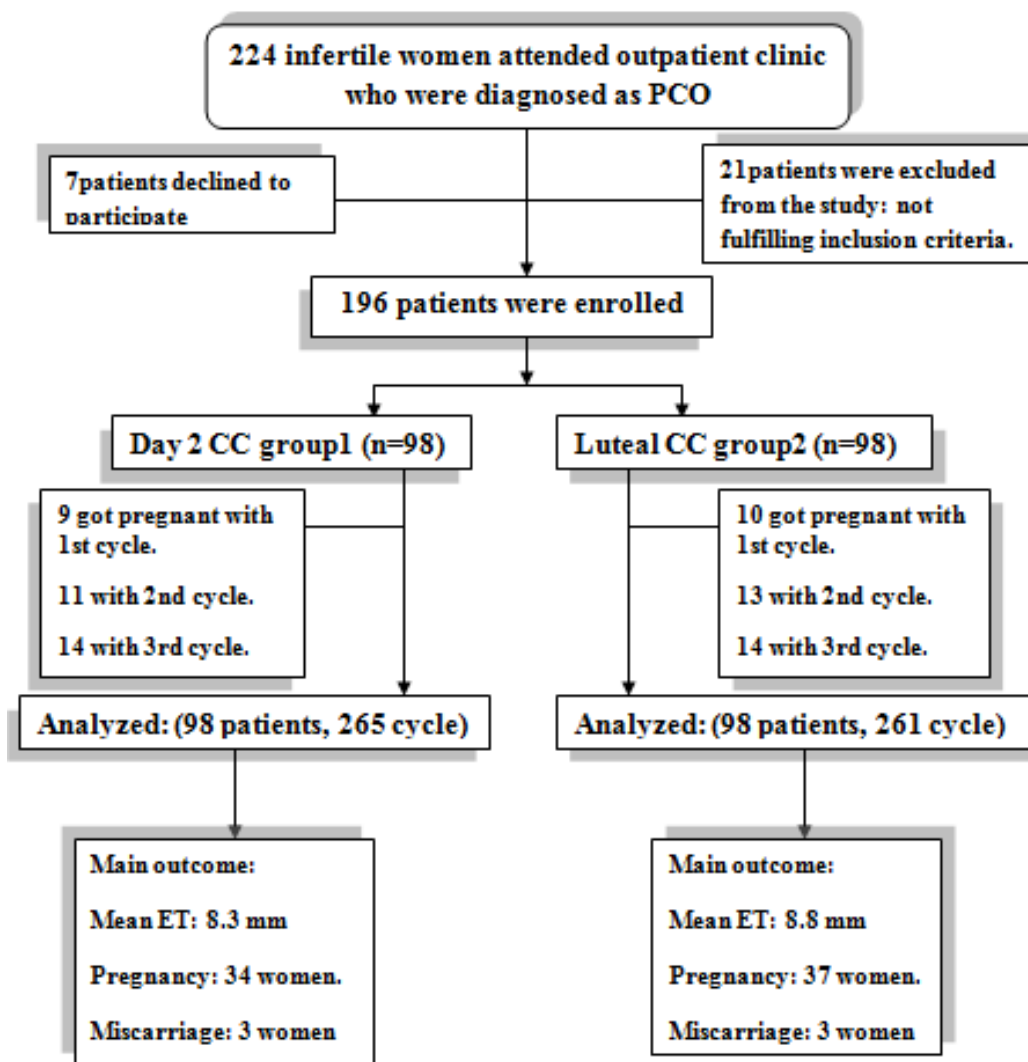 224 infertile women attended outpatient clinic
who were diagnosed as PCO
7patients declined to
participate
21patients were excluded
from the study: not
fulfilling inclusion criteria.
196 patients were enrolled
Day 2 CC group1 (n=98)
Luteal CC group2 (n=98)
9 got pregnant with
1st cycle.
11 with 2nd cycle.
14 with 3rd cycle.
10 got pregnant with
1st cycle.
13 with 2nd cycle.
14 with 3rd cycle.
Analyzed: (98 patients, 265 cycle)
Analyzed: (98 patients, 261 cycle)
Main outcome:
Mean ET: 8.3 mm
Pregnancy: 34 women.
Miscarriage: 3 women
Main outcome:
Mean ET: 8.8 mm
Pregnancy: 37 women.
Miscarriage: 3 women